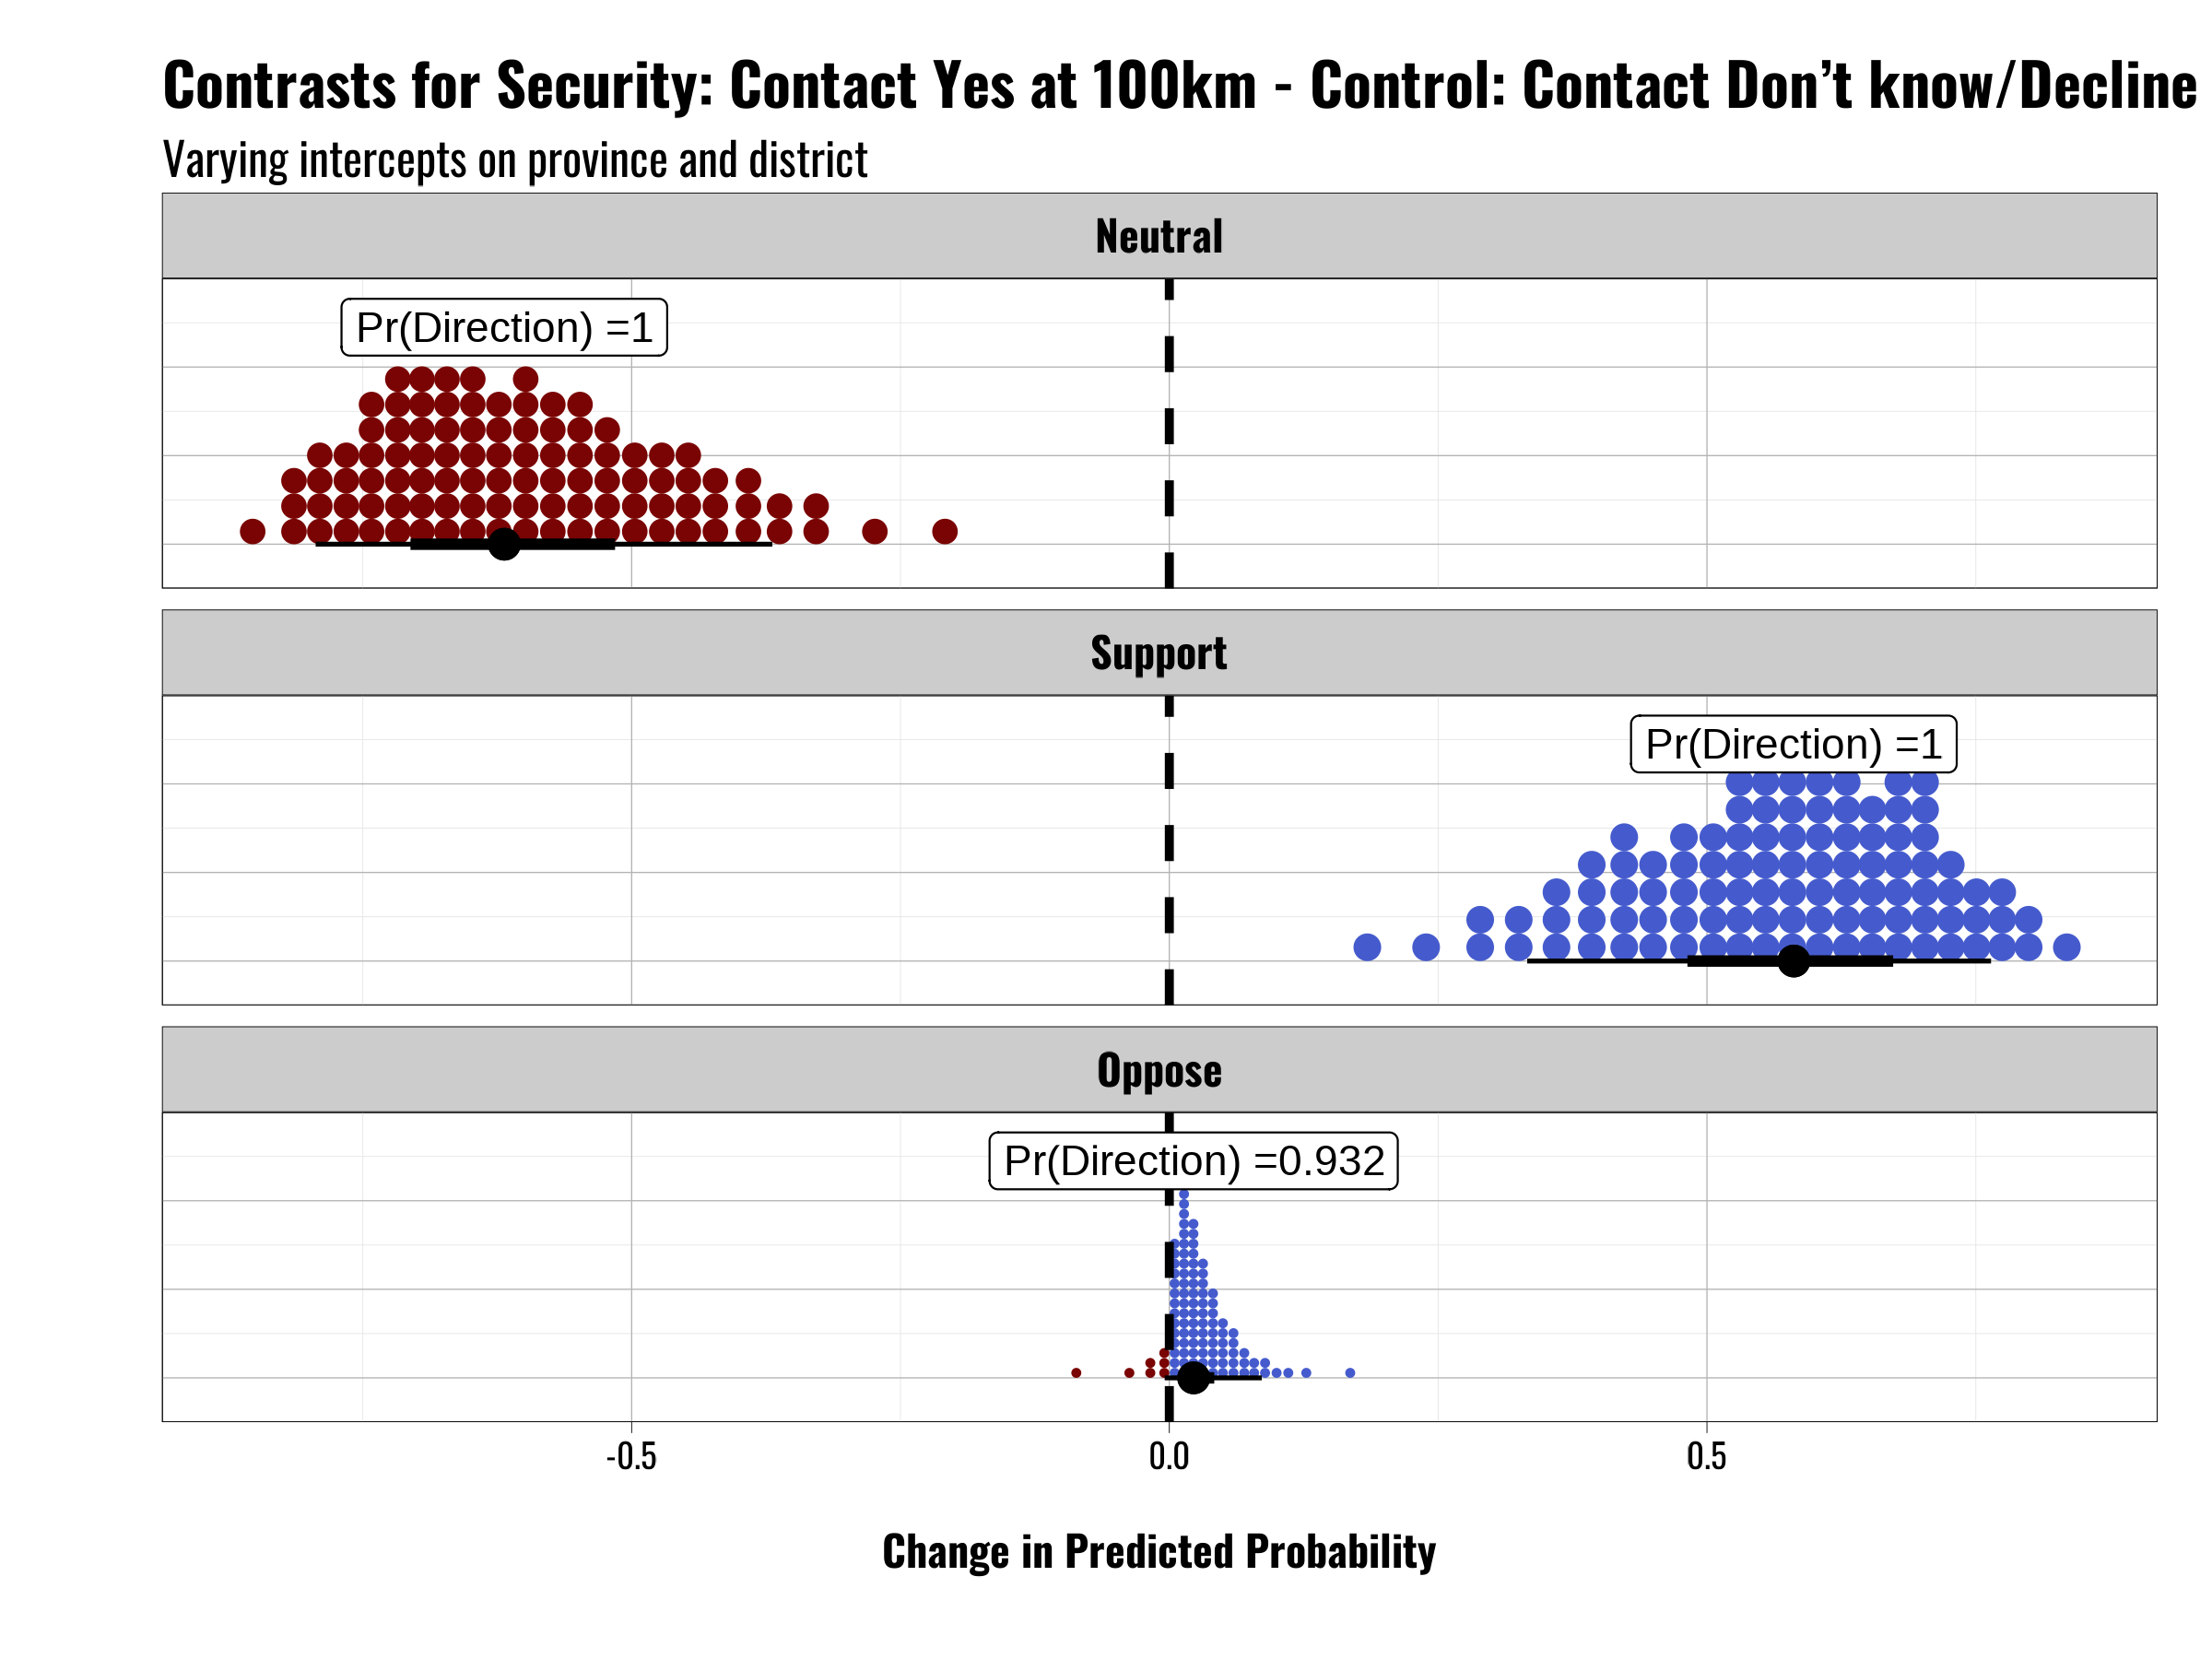 Contrasts for Security: Contact Yes at 100km - Control: Contact Don’t know/Decline
Varying intercepts on province and district
Neutral
Pr(Direction) =1
Support
Pr(Direction) =1
Oppose
Pr(Direction) =0.932
-0.5 0.0 0.5
Change in Predicted Probability